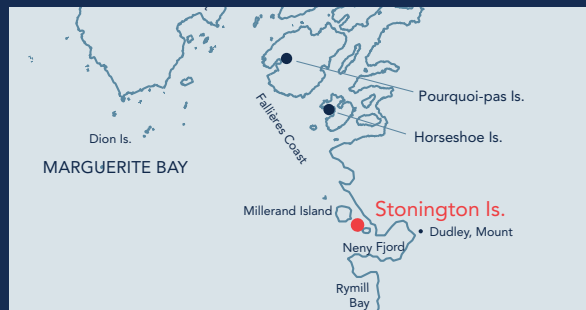 Pourquoi-pas Is.
Fallières Coast
Horseshoe Is.
Dion Is.
MARGUERITE BAY
Millerand Island
Stonington Is.
Dudley, Mount
Neny Fjord
Rymill
Bay